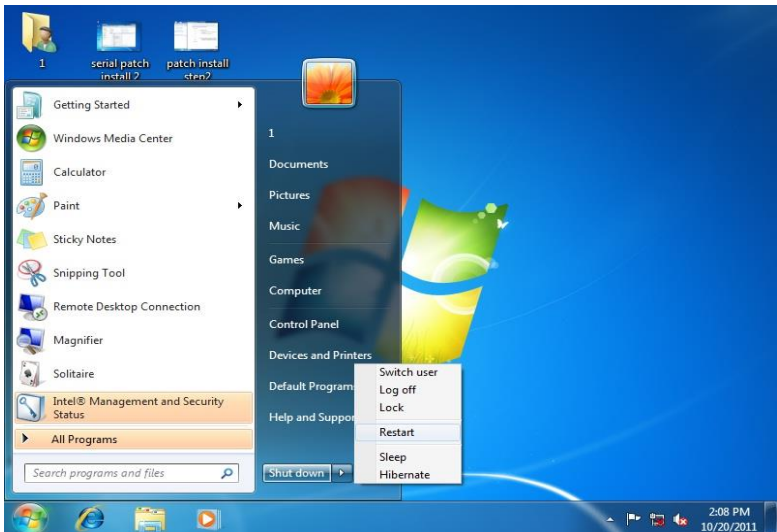 1
serial patch
install 2
patch install
step2
Getting Started
Windows Media Center
Calculator
Paint
Sticky Notes
Snipping Tool
Remote Desktop Connection
Magnifier
Solitaire
Intel® Management and Security
Status
All Programs
Search programs and files
1
Documents
Pictures
Music
Games
Computer
Control Panel
Devices and Printers
Default Program
Help and Suppor
Shut down
Switch user
Log off
Lock
Restart
Sleep
Hibernate
2:08 PM
10/20/2011